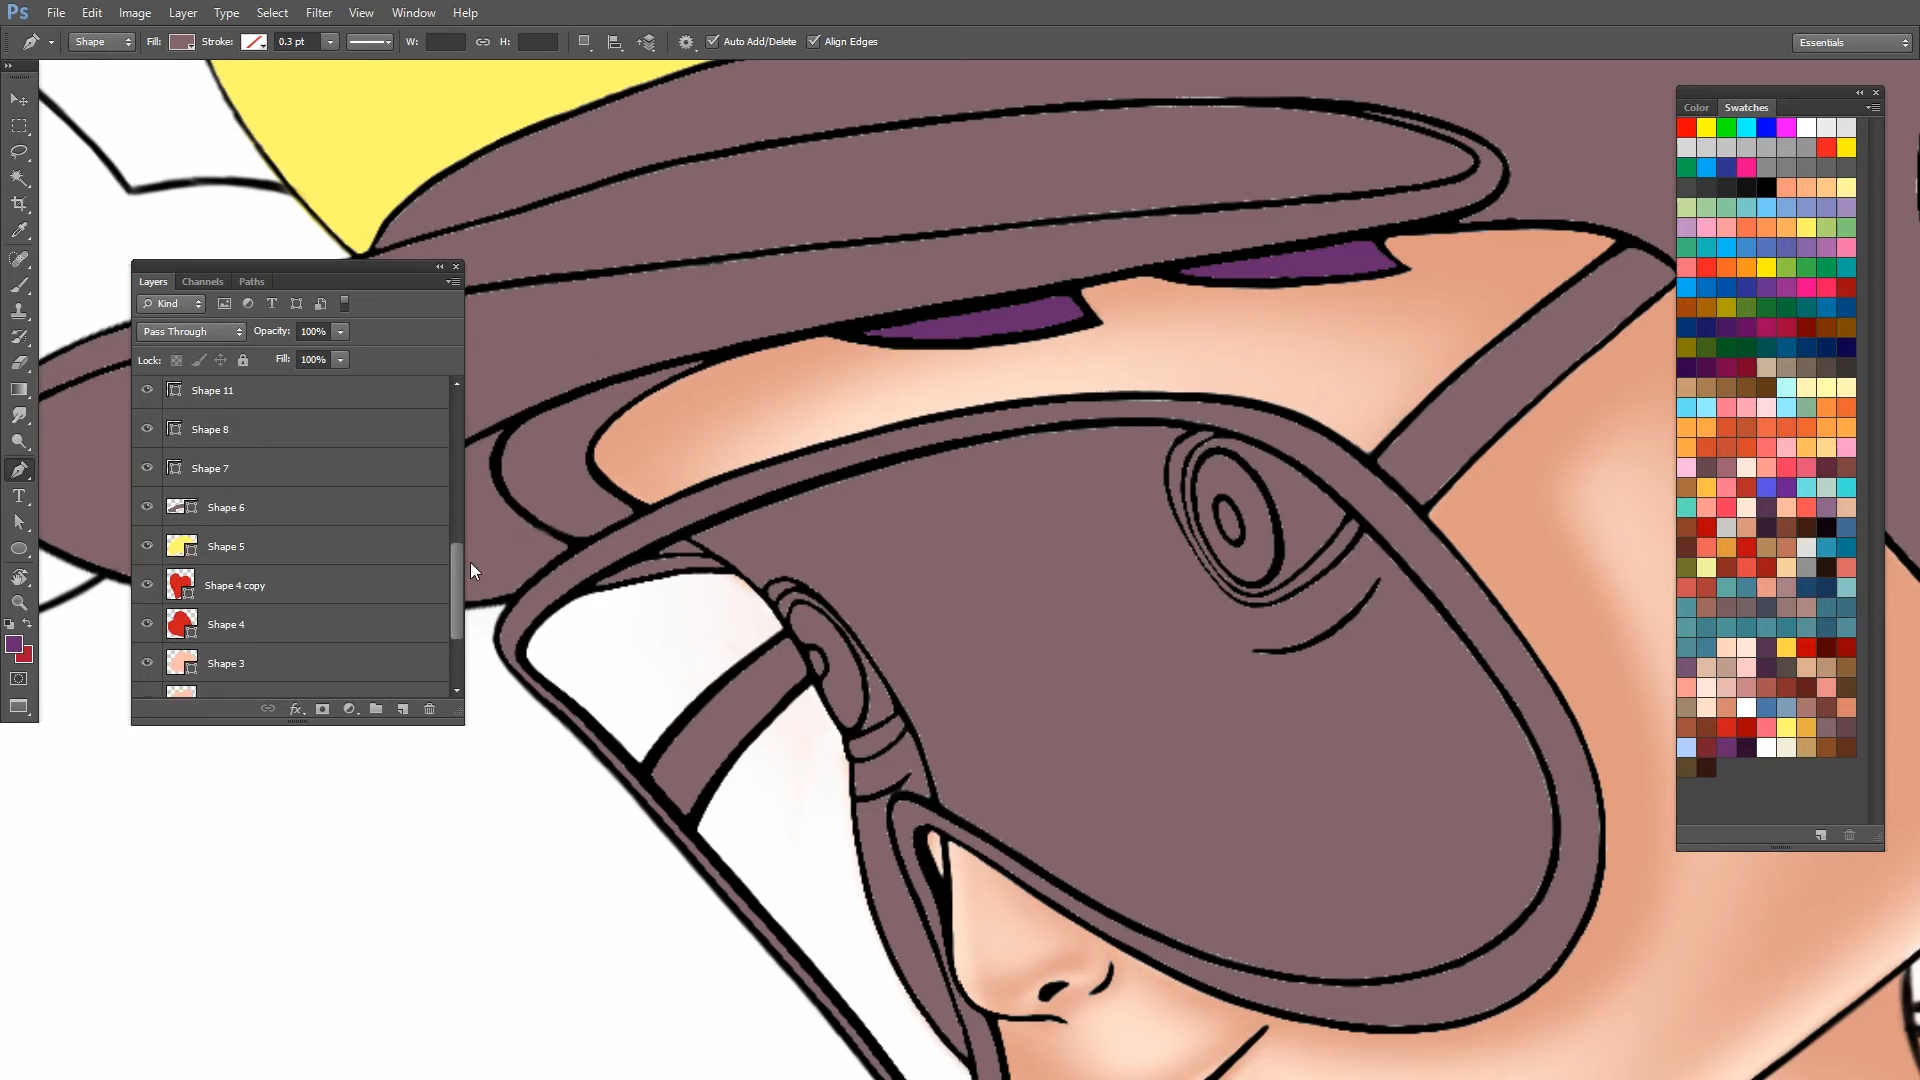 Ps File Edit Image Layer Type Select Filter View Window Help
Shape Fill: Stroke: 0.3 pt W: H: Auto Add/Delete Align Edges Essentials
Color Swatches
Layers Channels Paths
Kind
Pass Through Opacity: 100%
Lock: Fill: 100%
Shape 11
Shape 8
Shape 7
Shape 6
Shape 5
Shape 4 copy
Shape 4
Shape 3
fx